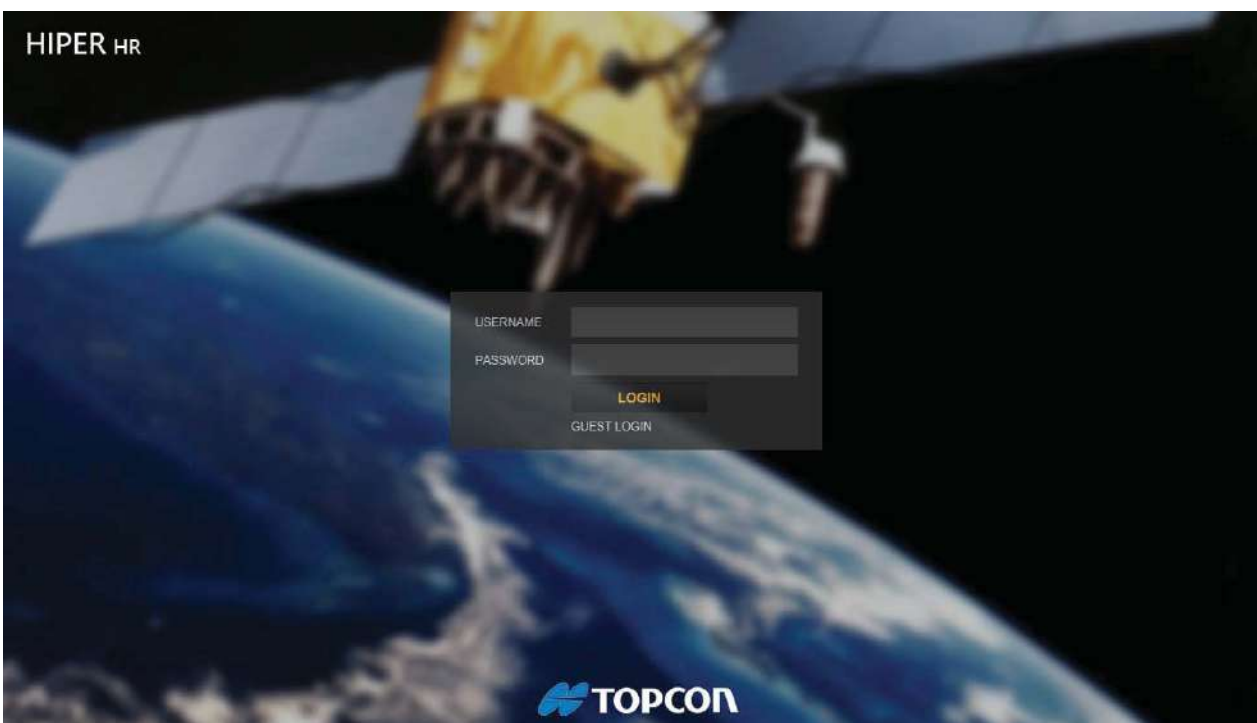 HIPER HR
USERNAME
PASSWORD
LOGIN
GUEST LOGIN
TOPCON